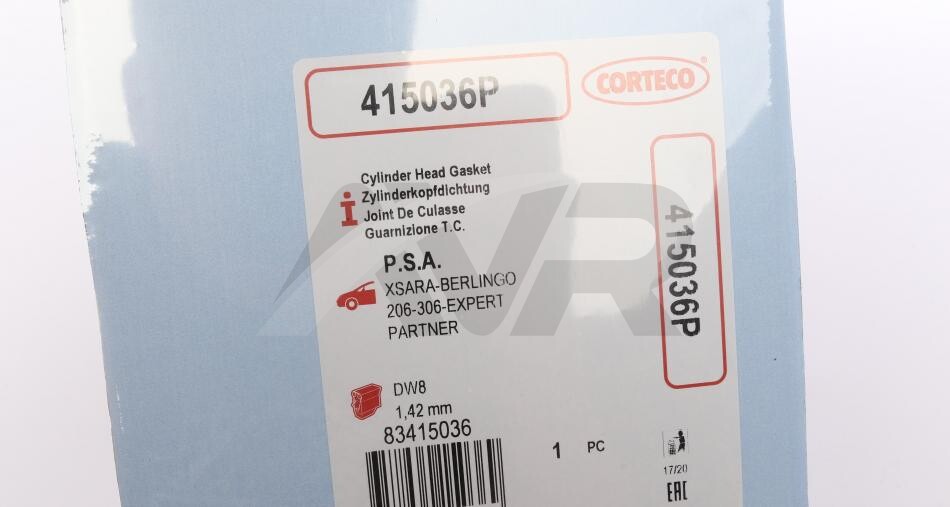 415036P
CORTECO
Cylinder Head Gasket
Zylinderkopfdichtung
Joint De Culasse
Guarnizione T.C.
P.S.A.
XSARA-BERLINGO
206-306-EXPERT
PARTNER
415036P
DW8
1,42 mm
83415036
1 PC
17/20
EAC
NVR